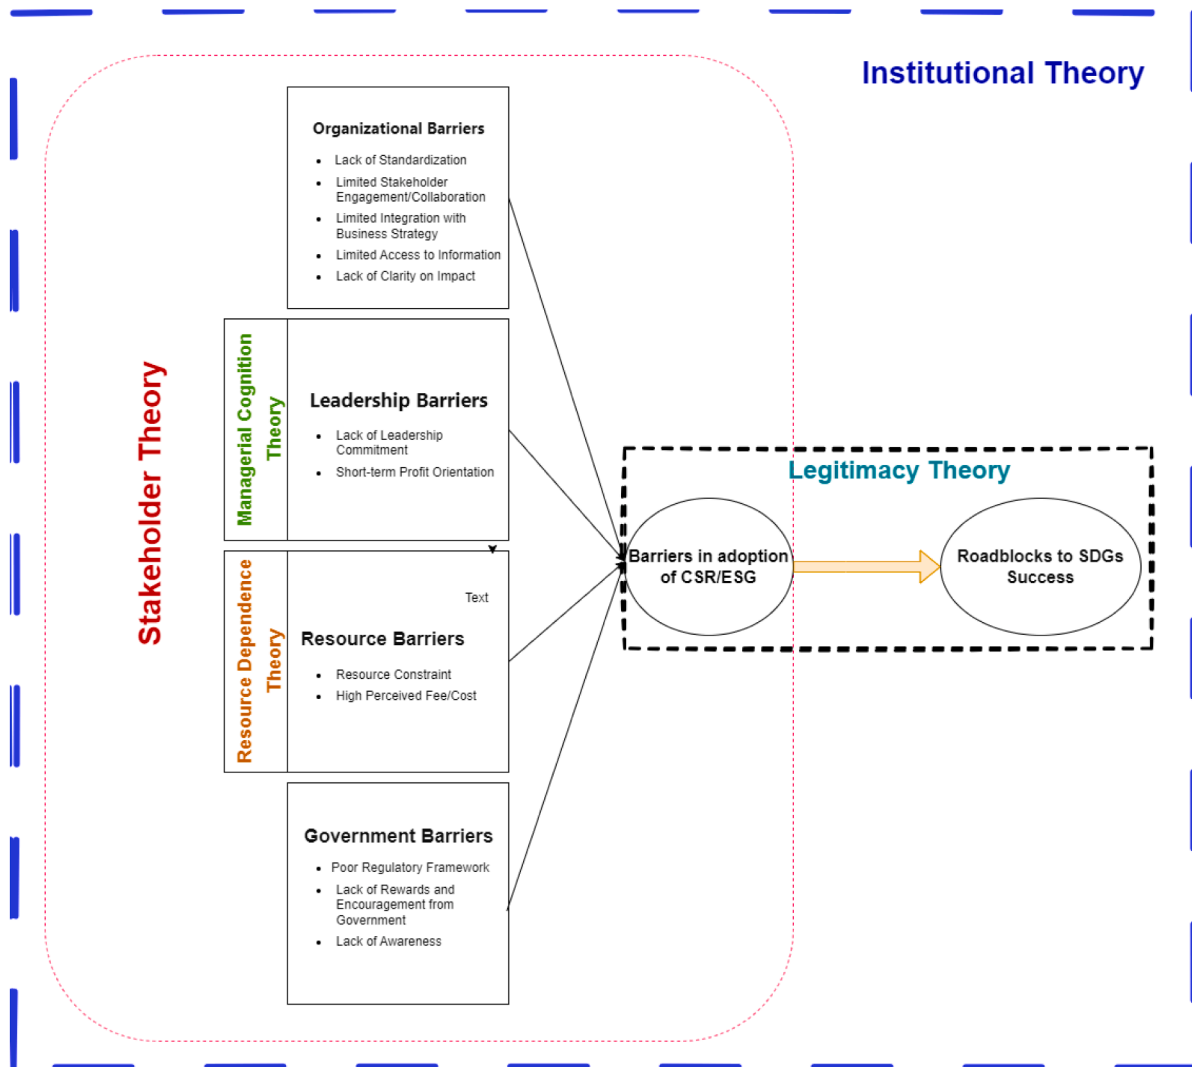 Institutional Theory
Stakeholder Theory
Organizational Barriers
Lack of Standardization
Limited Stakeholder
Engagement/Collaboration
Limited Integration with
Business Strategy
Limited Access to Information
Lack of Clarity on Impact
Managerial Cognition
Theory
Leadership Barriers
Lack of Leadership
Commitment
Short-term Profit Orientation
Resource Dependence
Theory
Text
Resource Barriers
Resource Constraint
High Perceived Fee/Cost
Government Barriers
Poor Regulatory Framework
Lack of Rewards and
Encouragement from
Government
Lack of Awareness
Legitimacy Theory
Barriers in adoption
of CSR/ESG
Roadblocks to SDGs
Success